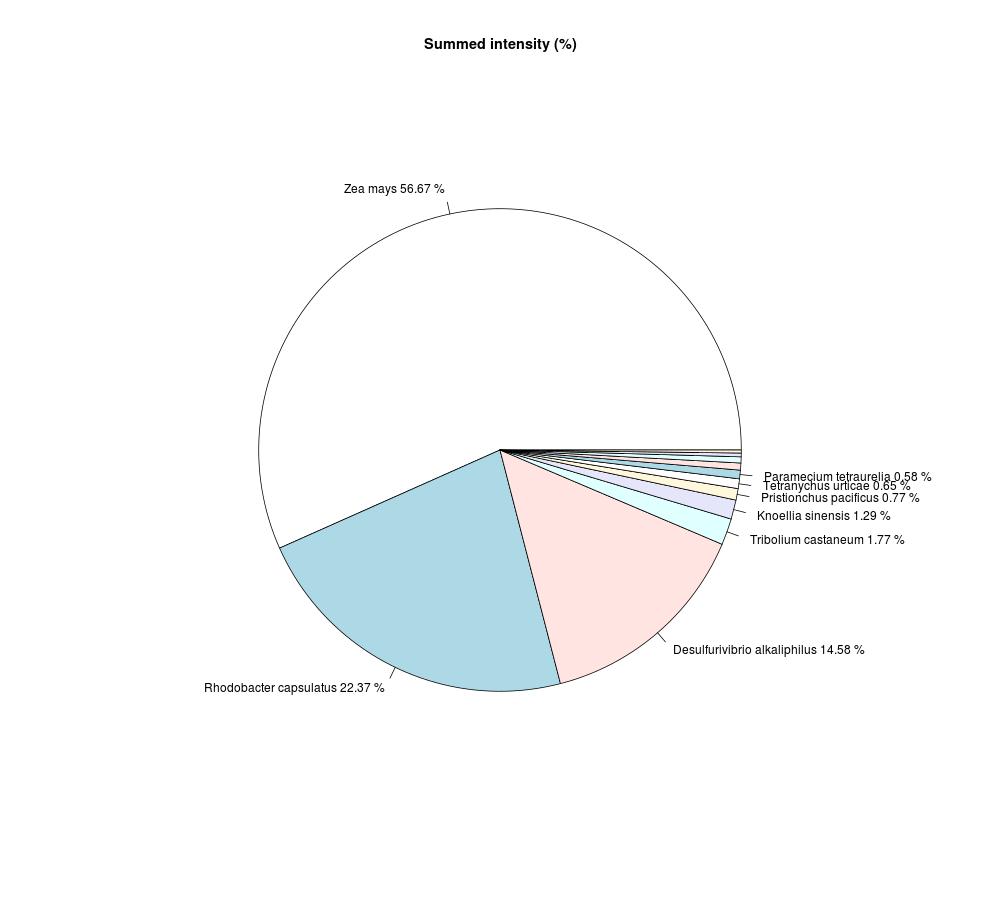 Summed intensity (%)
Zea mays 56.67 %
Paramecium tetraurelia 0.58 %
Tetranychus urticae 0.65 %
Pristionchus pacificus 0.77 %
Knoellia sinensis 1.29 %
Tribolium castaneum 1.77 %
Desulfurivibrio alkaliphilus 14.58 %
Rhodobacter capsulatus 22.37 %